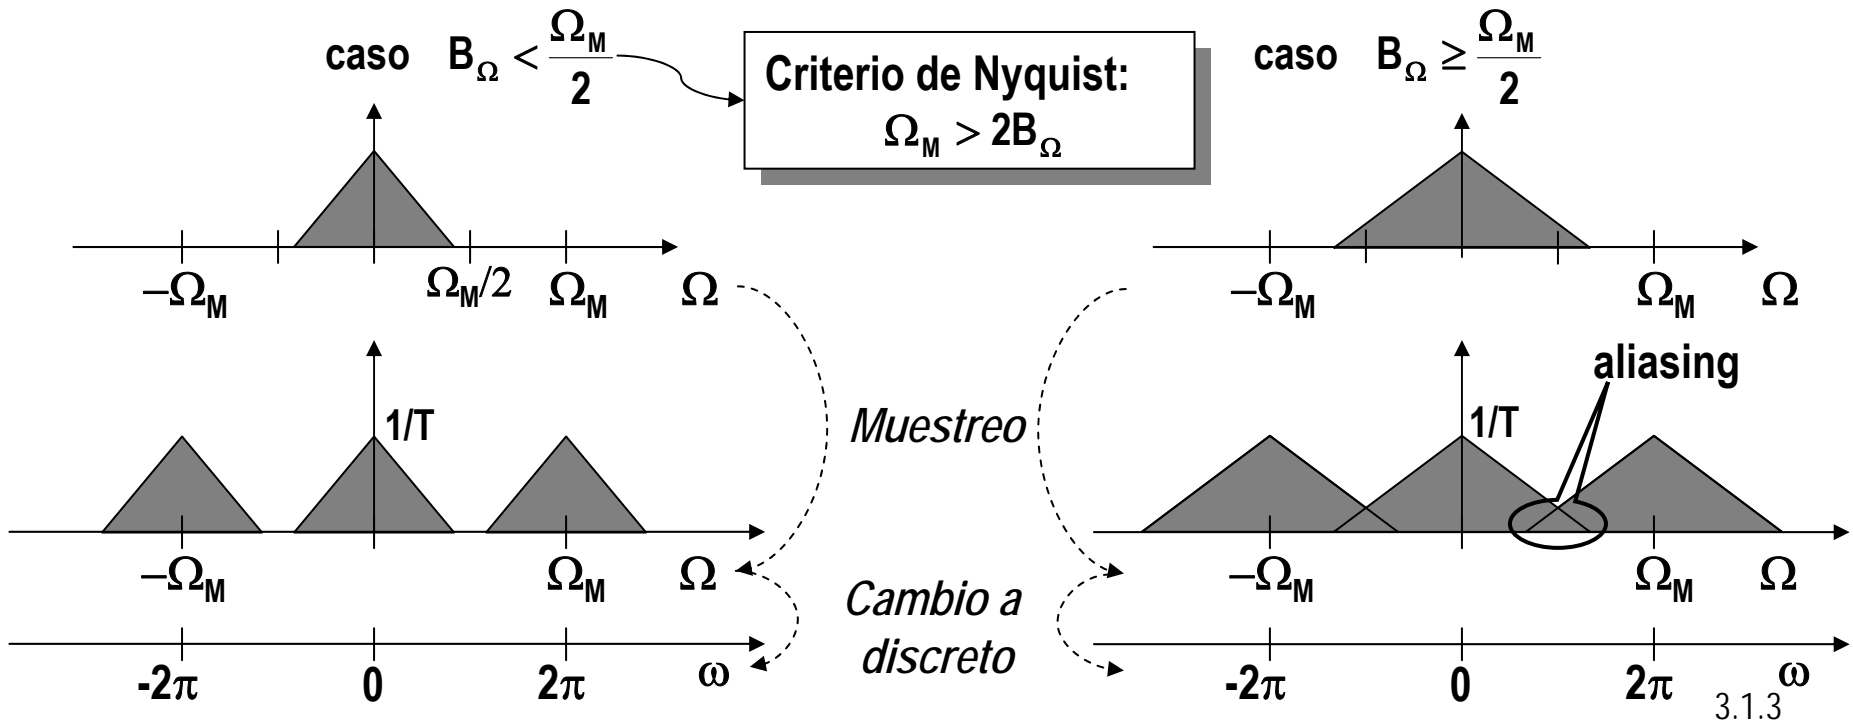 caso B_Ω < Ω_M/2
Criterio de Nyquist:
Ω_M > 2B_Ω
caso B_Ω ≥ Ω_M/2
−Ω_M Ω_M/2 Ω_M Ω
−Ω_M Ω_M Ω
aliasing
1/T
Muestreo
1/T
−Ω_M Ω_M Ω
−Ω_M Ω_M Ω
Cambio a
discreto
-2π 0 2π ω
-2π 0 2π ω
3.1.3